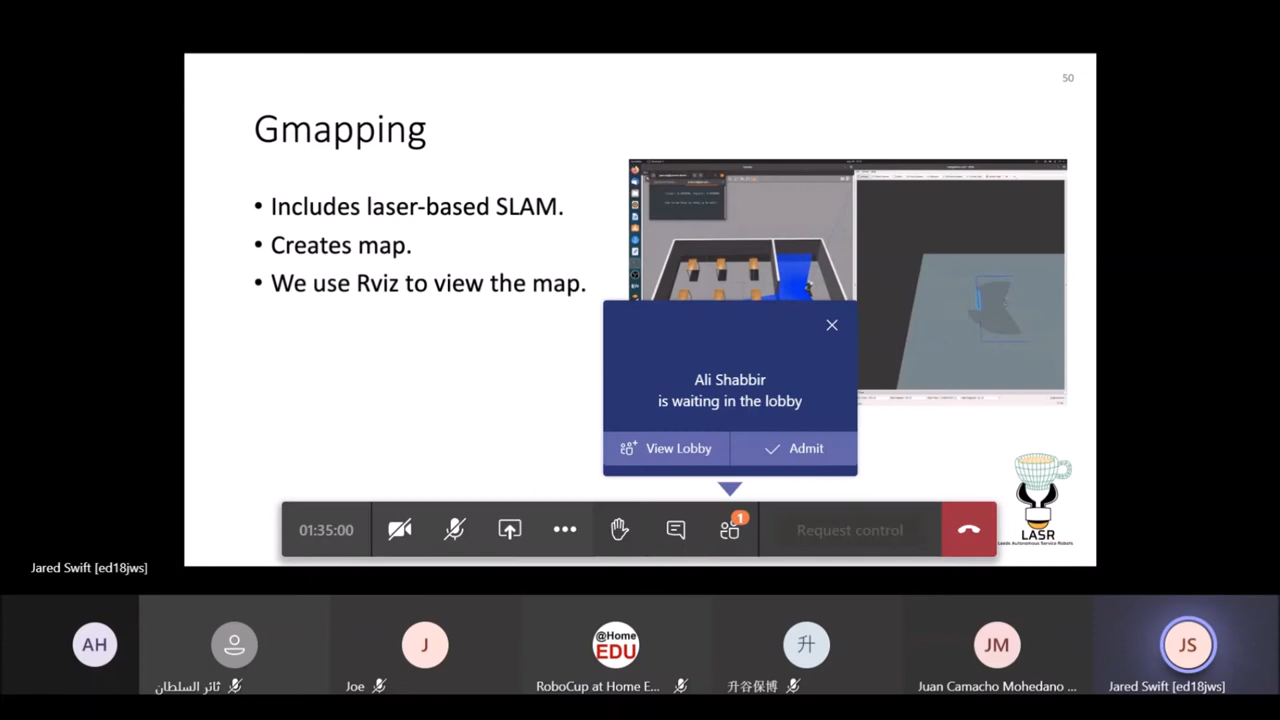 50
Gmapping
• Includes laser-based SLAM.
• Creates map.
• We use Rviz to view the map.
Ali Shabbir
is waiting in the lobby
View Lobby
Admit
LASR
Leeds Autonomous Service Robots
01:35:00
1
Request control
Jared Swift [ed18jws]
AH
J
@Home
EDU
升
JM
JS
ثائر السلطان
Joe
RoboCup at Home E...
升谷保博
Juan Camacho Mohedano ...
Jared Swift [ed18jws]